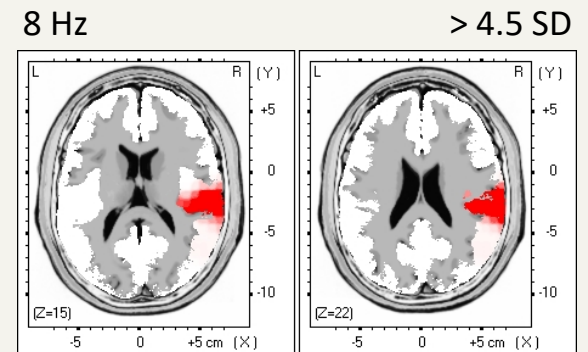 8 Hz > 4.5 SD
L R (Y) L R (Y)
+5 +5
0 0
-5 -5
-10 -10
(Z=15) (Z=22)
-5 0 +5 cm (X) -5 0 +5 cm (X)